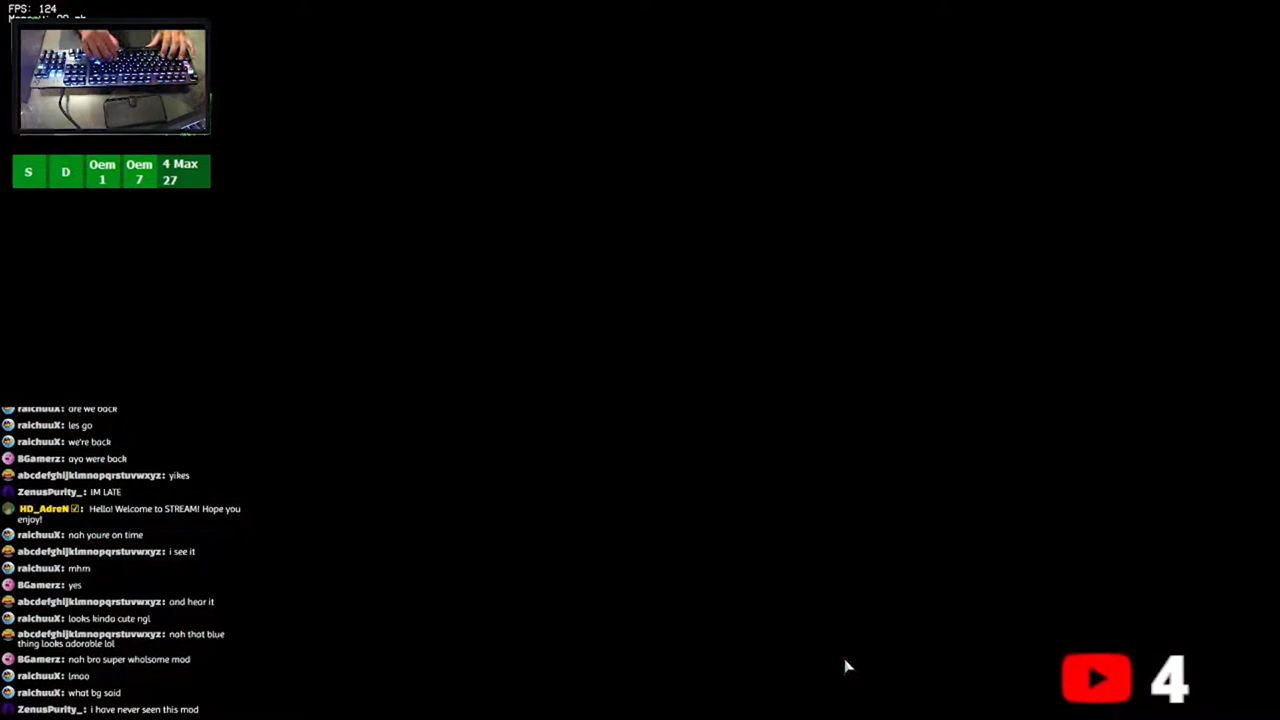 FPS: 124
S
D
Oem
1
Oem
7
4 Max
27
raichuuX: are we back
raichuuX: les go
raichuuX: we're back
BGamerz: ayo were back
abcdefghijklmnopqrstuvwxyz: yikes
ZenusPurity_: IM LATE
HD_AdreN: Hello! Welcome to STREAM! Hope you
enjoy!
raichuuX: nah youre on time
abcdefghijklmnopqrstuvwxyz: i see it
raichuuX: mhm
BGamerz: yes
abcdefghijklmnopqrstuvwxyz: and hear it
raichuuX: looks kinda cute ngl
abcdefghijklmnopqrstuvwxyz: nah that blue
thing looks adorable lol
BGamerz: nah bro super wholsome mod
raichuuX: lmao
raichuuX: what bg said
ZenusPurity_: i have never seen this mod
4